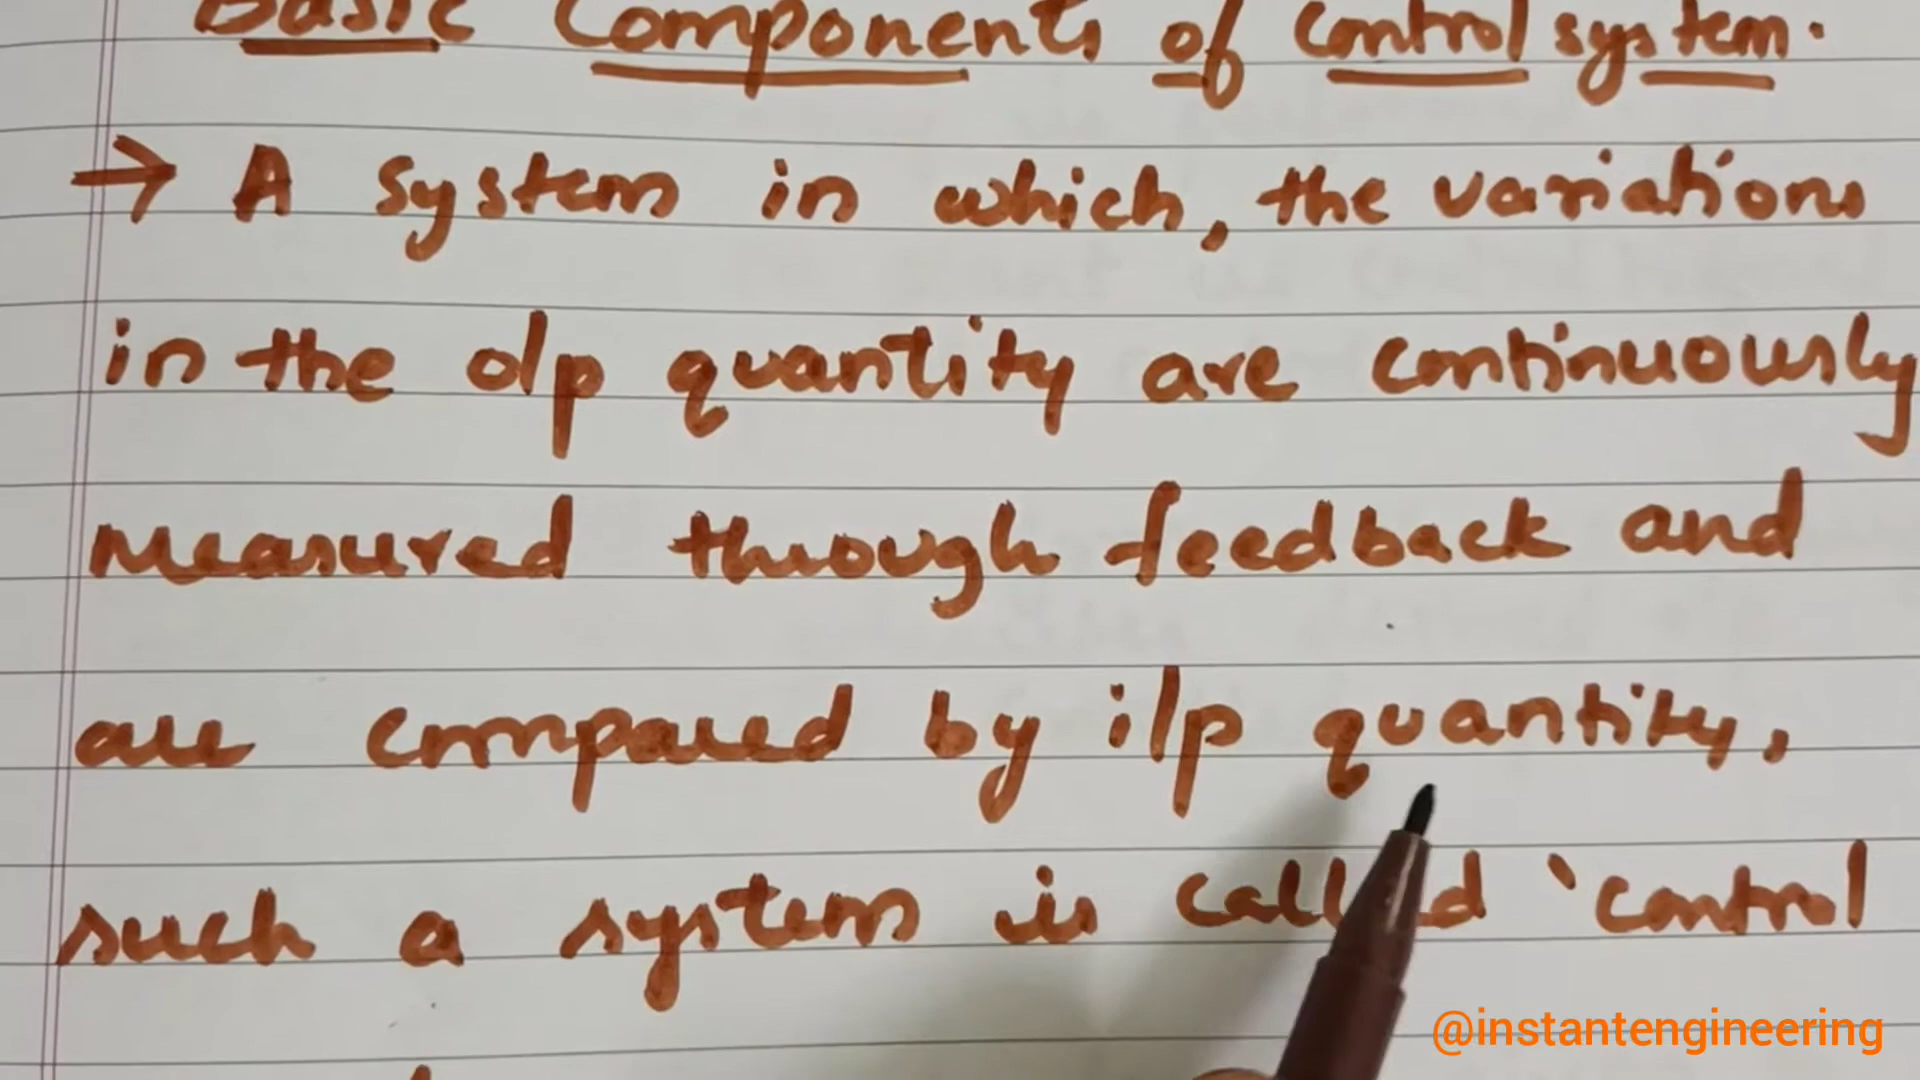 Basic Components of Control system.
→ A system in which, the variations
in the o/p quantity are continuously
measured through feedback and
are compared by i/p quantity,
such a system is called 'control
@instantengineering